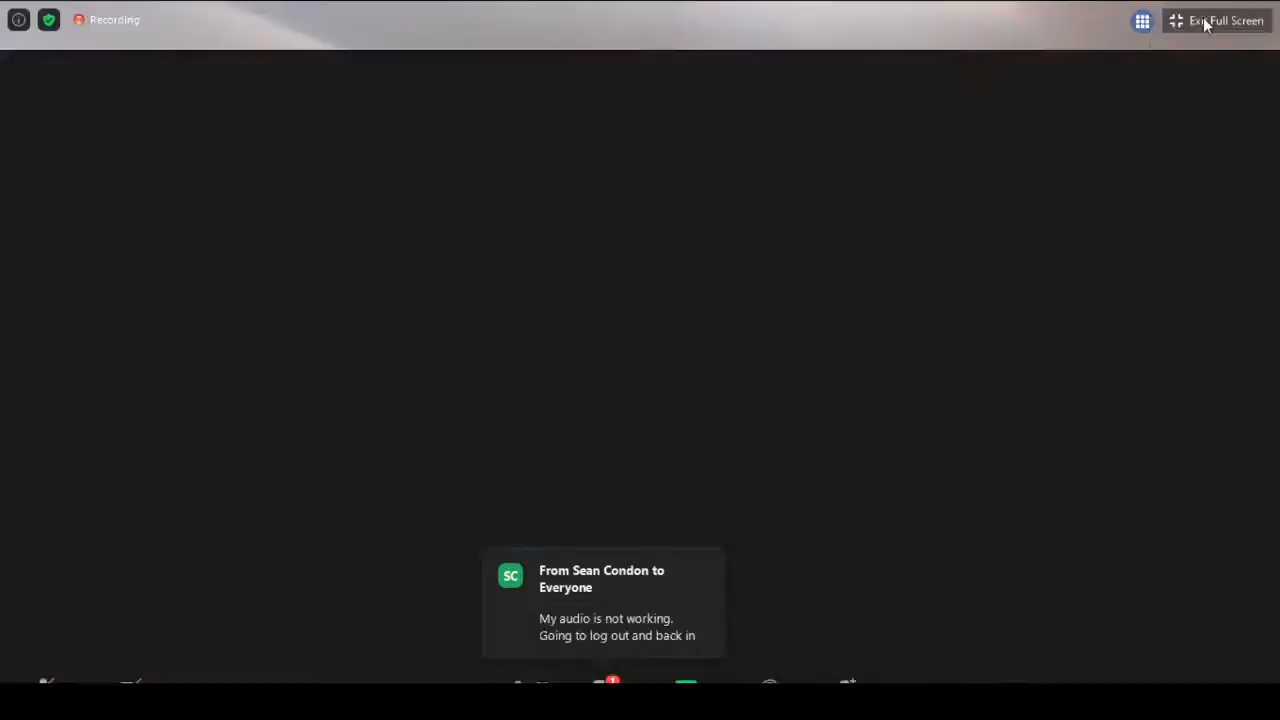 Recording
Exit Full Screen
SC
From Sean Condon to
Everyone
My audio is not working.
Going to log out and back in
1